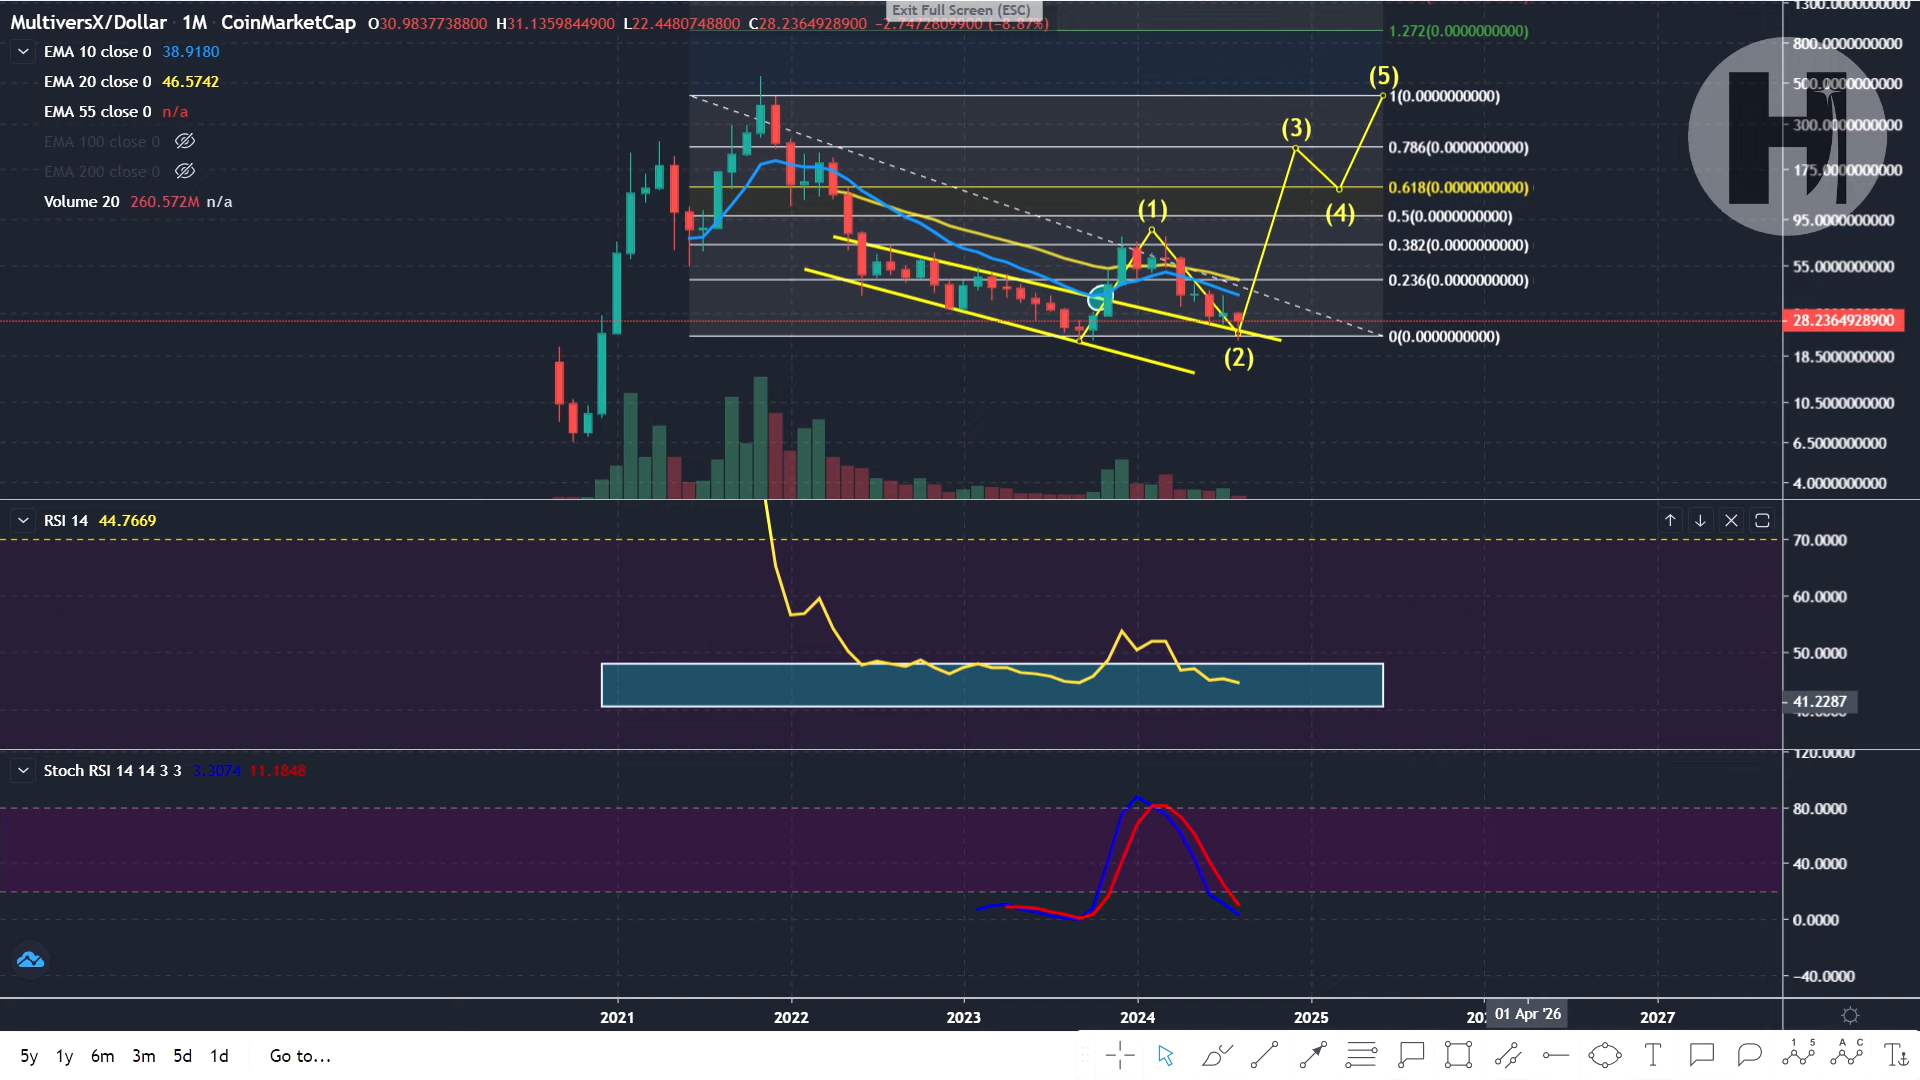 Exit Full Screen (ESC)
MultiversX/Dollar 1M CoinMarketCap O30.9837738800 H31.1359844900 L22.4480748800 C28.2364928900 −2.7472809900 (−8.87%)
EMA 10 close 0 38.9180
EMA 20 close 0 46.5742
EMA 55 close 0 n/a
EMA 100 close 0
EMA 200 close 0
Volume 20 260.572M n/a
1.272(0.0000000000)
1(0.0000000000)
0.786(0.0000000000)
0.618(0.0000000000)
0.5(0.0000000000)
0.382(0.0000000000)
0.236(0.0000000000)
0(0.0000000000)
(1)
(2)
(3)
(4)
(5)
1300.0000000000
800.0000000000
500.0000000000
300.0000000000
175.0000000000
95.0000000000
55.0000000000
28.2364928900
18.5000000000
10.5000000000
6.5000000000
4.0000000000
RSI 14 44.7669
70.0000
60.0000
50.0000
41.2287
Stoch RSI 14 14 3 3 3.3074 11.1848
120.0000
80.0000
40.0000
0.0000
−40.0000
2021 2022 2023 2024 2025 01 Apr '26 2027
5y 1y 6m 3m 5d 1d Go to...